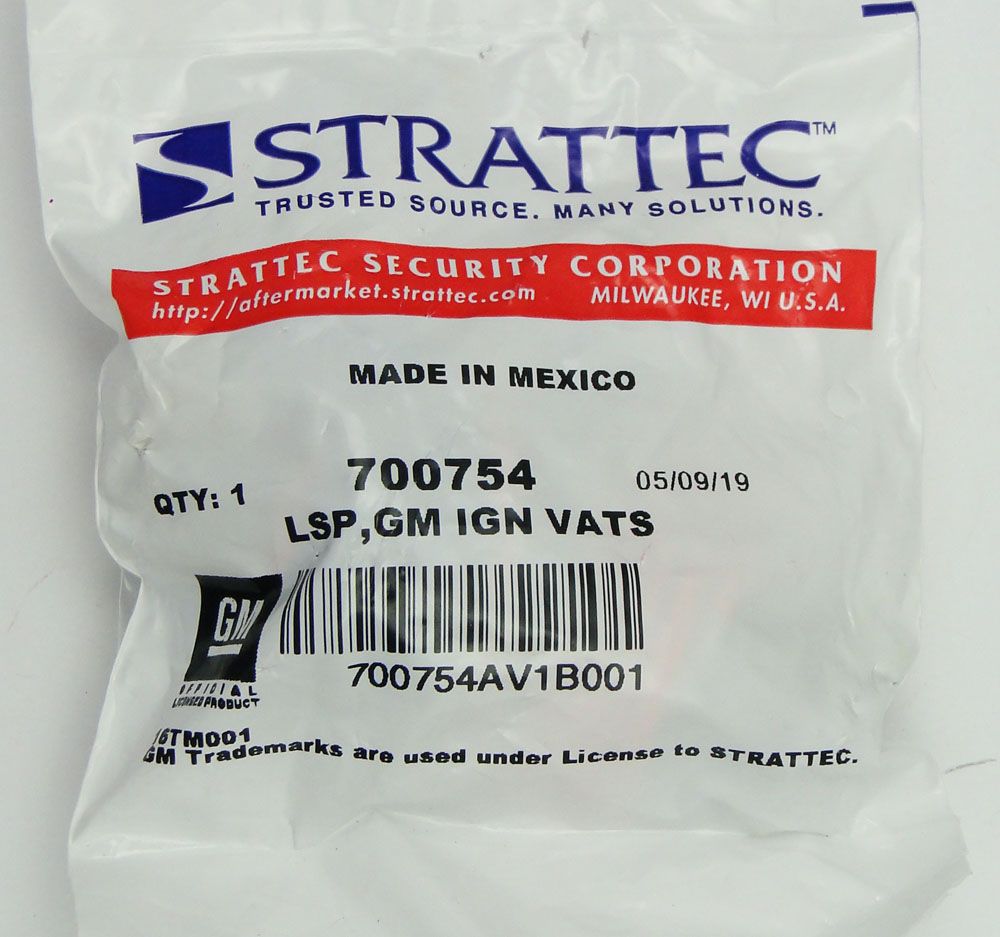 STRATTEC™
TRUSTED SOURCE. MANY SOLUTIONS.
STRATTEC SECURITY CORPORATION
http://aftermarket.strattec.com MILWAUKEE, WI U.S.A.
MADE IN MEXICO
QTY: 1 700754 05/09/19
LSP,GM IGN VATS
GM
700754AV1B001
OFFICIAL
LICENSED PRODUCT
16TM001
GM Trademarks are used under License to STRATTEC.